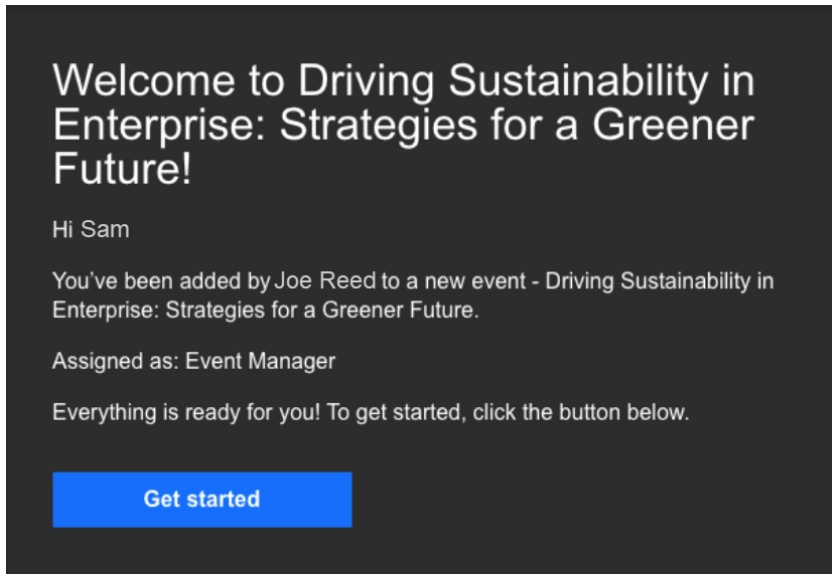 Welcome to Driving Sustainability in
Enterprise: Strategies for a Greener
Future!
Hi Sam
You've been added by Joe Reed to a new event - Driving Sustainability in
Enterprise: Strategies for a Greener Future.
Assigned as: Event Manager
Everything is ready for you! To get started, click the button below.
Get started